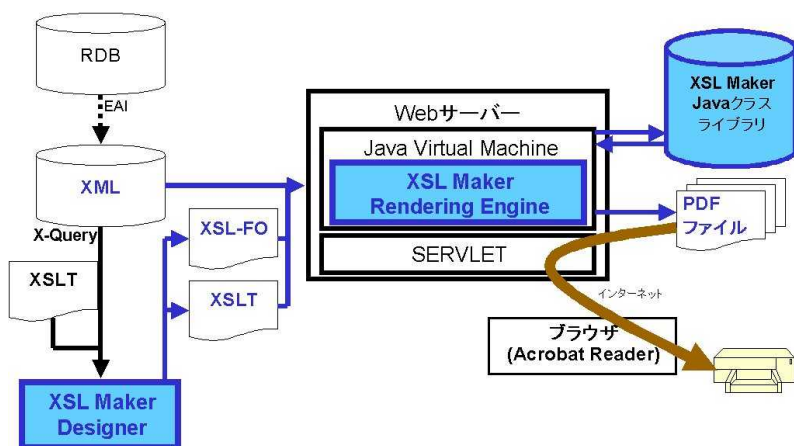 RDB
EAI
XML
X-Query
XSLT
XSL-FO
XSLT
XSL Maker
Designer
Webサーバー
Java Virtual Machine
XSL Maker
Rendering Engine
SERVLET
XSL Maker
Javaクラス
ライブラリ
PDF
ファイル
インターネット
ブラウザ
(Acrobat Reader)